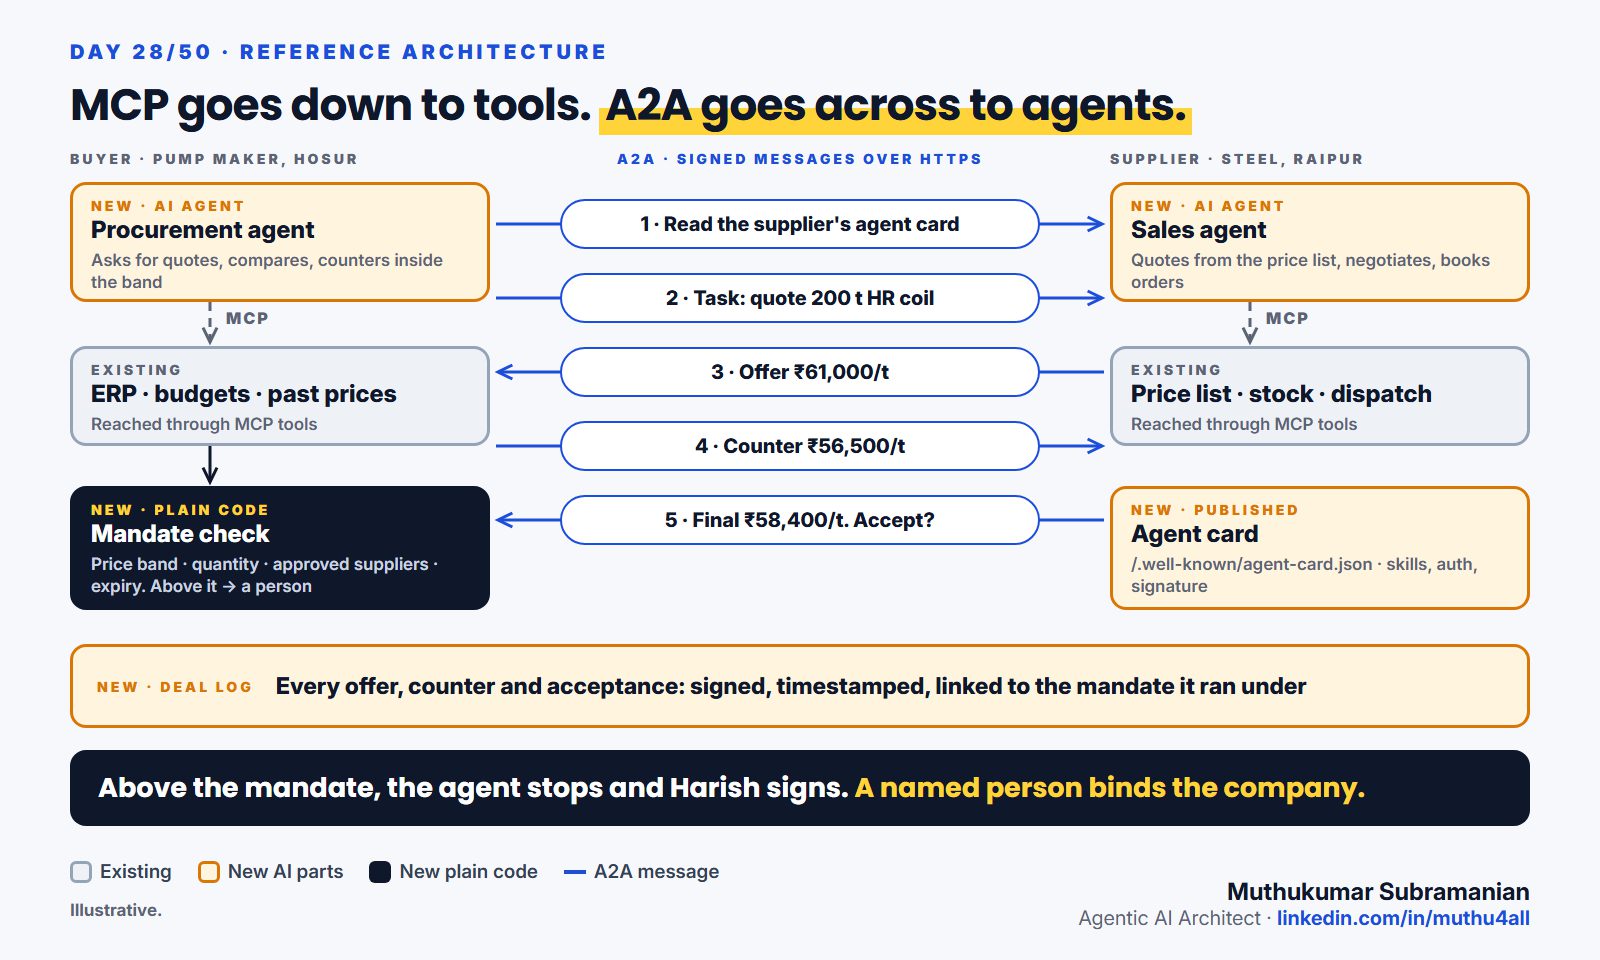 DAY 28/50 · REFERENCE ARCHITECTURE
MCP goes down to tools. A2A goes across to agents.
BUYER · PUMP MAKER, HOSUR
NEW · AI AGENT
Procurement agent
Asks for quotes, compares, counters inside
the band
MCP
EXISTING
ERP · budgets · past prices
Reached through MCP tools
NEW · PLAIN CODE
Mandate check
Price band · quantity · approved suppliers ·
expiry. Above it → a person
A2A · SIGNED MESSAGES OVER HTTPS
1 · Read the supplier's agent card
2 · Task: quote 200 t HR coil
3 · Offer ₹61,000/t
4 · Counter ₹56,500/t
5 · Final ₹58,400/t. Accept?
SUPPLIER · STEEL, RAIPUR
NEW · AI AGENT
Sales agent
Quotes from the price list, negotiates, books
orders
MCP
EXISTING
Price list · stock · dispatch
Reached through MCP tools
NEW · PUBLISHED
Agent card
/.well-known/agent-card.json · skills, auth,
signature
NEW · DEAL LOG Every offer, counter and acceptance: signed, timestamped, linked to the mandate it ran under
Above the mandate, the agent stops and Harish signs. A named person binds the company.
Existing New AI parts New plain code A2A message
Illustrative.
Muthukumar Subramanian
Agentic AI Architect · linkedin.com/in/muthu4all